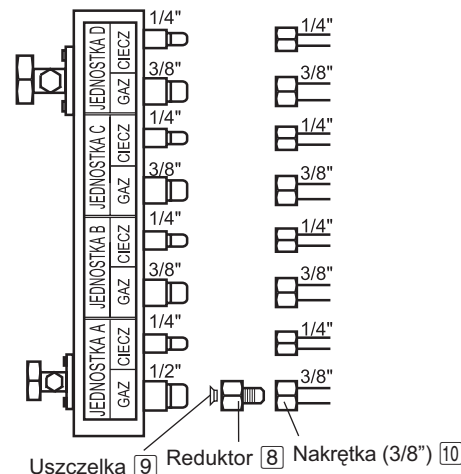 JEDNOSTKA D
CIECZ
1/4"
1/4"
GAZ
3/8"
3/8"
JEDNOSTKA C
CIECZ
1/4"
1/4"
GAZ
3/8"
3/8"
JEDNOSTKA B
CIECZ
1/4"
1/4"
GAZ
3/8"
3/8"
JEDNOSTKA A
CIECZ
1/4"
1/4"
GAZ
1/2"
3/8"
Uszczelka 9
Reduktor 8
Nakrętka (3/8”) 10